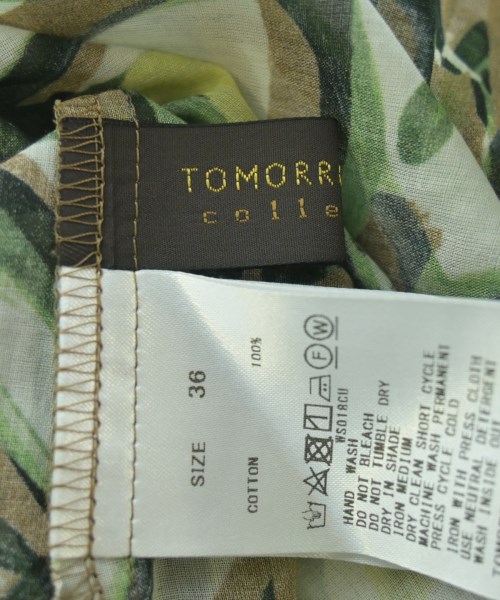 TOMORR
colle
SIZE 36
COTTON 100%
WS018CU
HAND WASH
DO NOT BLEACH
DO NOT TUMBLE DRY
DRY IN SHADE
IRON MEDIUM
DRY CLEAN SHORT CYCLE
MACHINE WASH PERMANENT
PRESS CYCLE COLD
IRON WITH PRESS CLOTH
USE NEUTRAL DETERGENT
WASH INSIDE